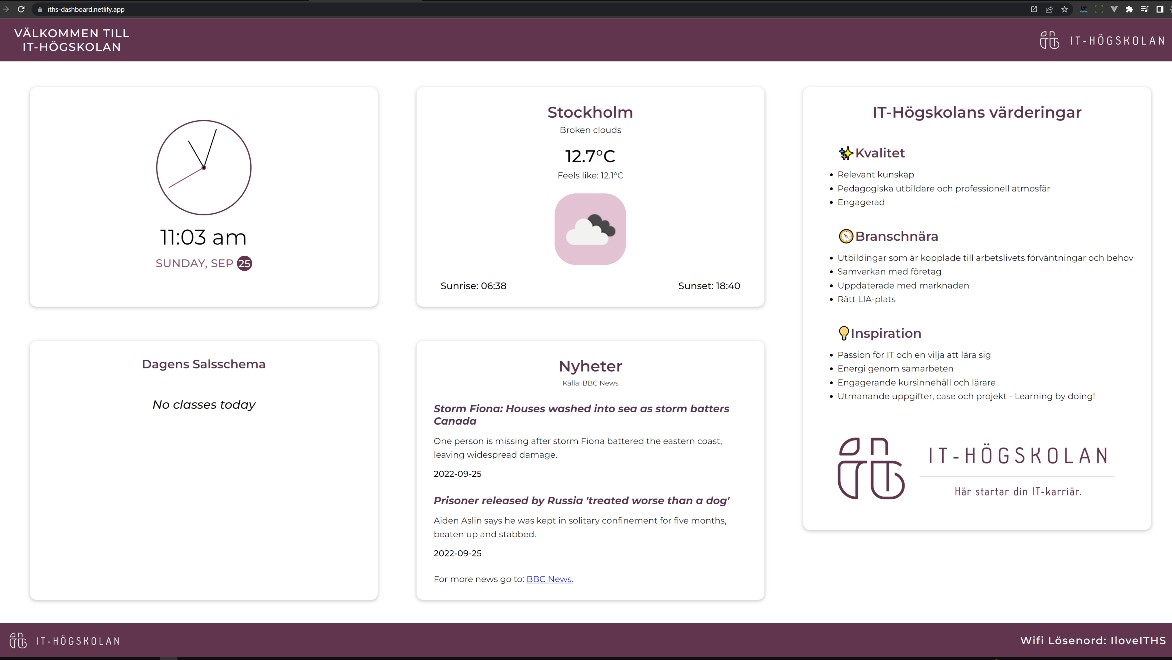 iths-dashboard.netlify.app
VÄLKOMMEN TILL
IT-HÖGSKOLAN
IT-HÖGSKOLAN
11:03 am
SUNDAY, SEP 25
Stockholm
Broken clouds
12.7°C
Feels like: 12.1°C
Sunrise: 06:38
Sunset: 18:40
Dagens Salsschema
No classes today
Nyheter
Källa: BBC News
Storm Fiona: Houses washed into sea as storm batters
Canada
One person is missing after storm Fiona battered the eastern coast,
leaving widespread damage.
2022-09-25
Prisoner released by Russia 'treated worse than a dog'
Aiden Aslin says he was kept in solitary confinement for five months,
beaten up and stabbed.
2022-09-25
For more news go to: BBC News.
IT-Högskolans värderingar
Kvalitet
Relevant kunskap
Pedagogiska utbildare och professionell atmosfär
Engagerad
Branschnära
Utbildingar som är kopplade till arbetslivets förväntningar och behov
Samverkan med företag
Uppdaterade med marknaden
Rätt LIA-plats
Inspiration
Passion för IT och en vilja att lära sig
Energi genom samarbeten
Engagerande kursinnehåll och lärare
Utmanande uppgifter, case och projekt - Learning by doing!
IT-HÖGSKOLAN
Här startar din IT-karriär.
IT-HÖGSKOLAN
Wifi Lösenord: IloveITHS